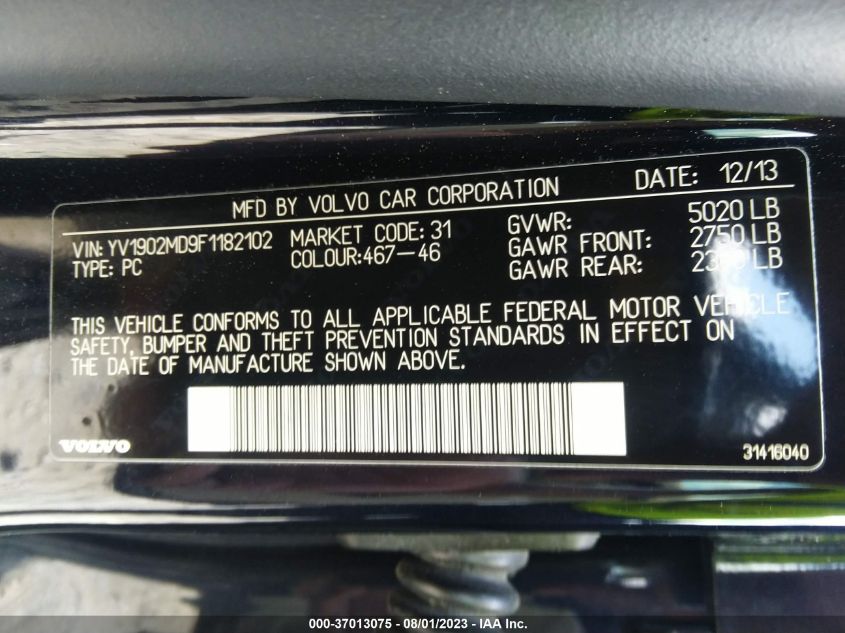 MFD BY VOLVO CAR CORPORATION DATE: 12/13
VIN: YV1902MD9F1182102 MARKET CODE: 31 GVWR: 5020 LB
TYPE: PC COLOUR:467-46 GAWR FRONT: 2750 LB
GAWR REAR: LB
THIS VEHICLE CONFORMS TO ALL APPLICABLE FEDERAL MOTOR VEHICLE
SAFETY, BUMPER AND THEFT PREVENTION STANDARDS IN EFFECT ON
THE DATE OF MANUFACTURE SHOWN ABOVE.
VOLVO 31416040
000-37013075 - 08/01/2023 - IAA Inc.